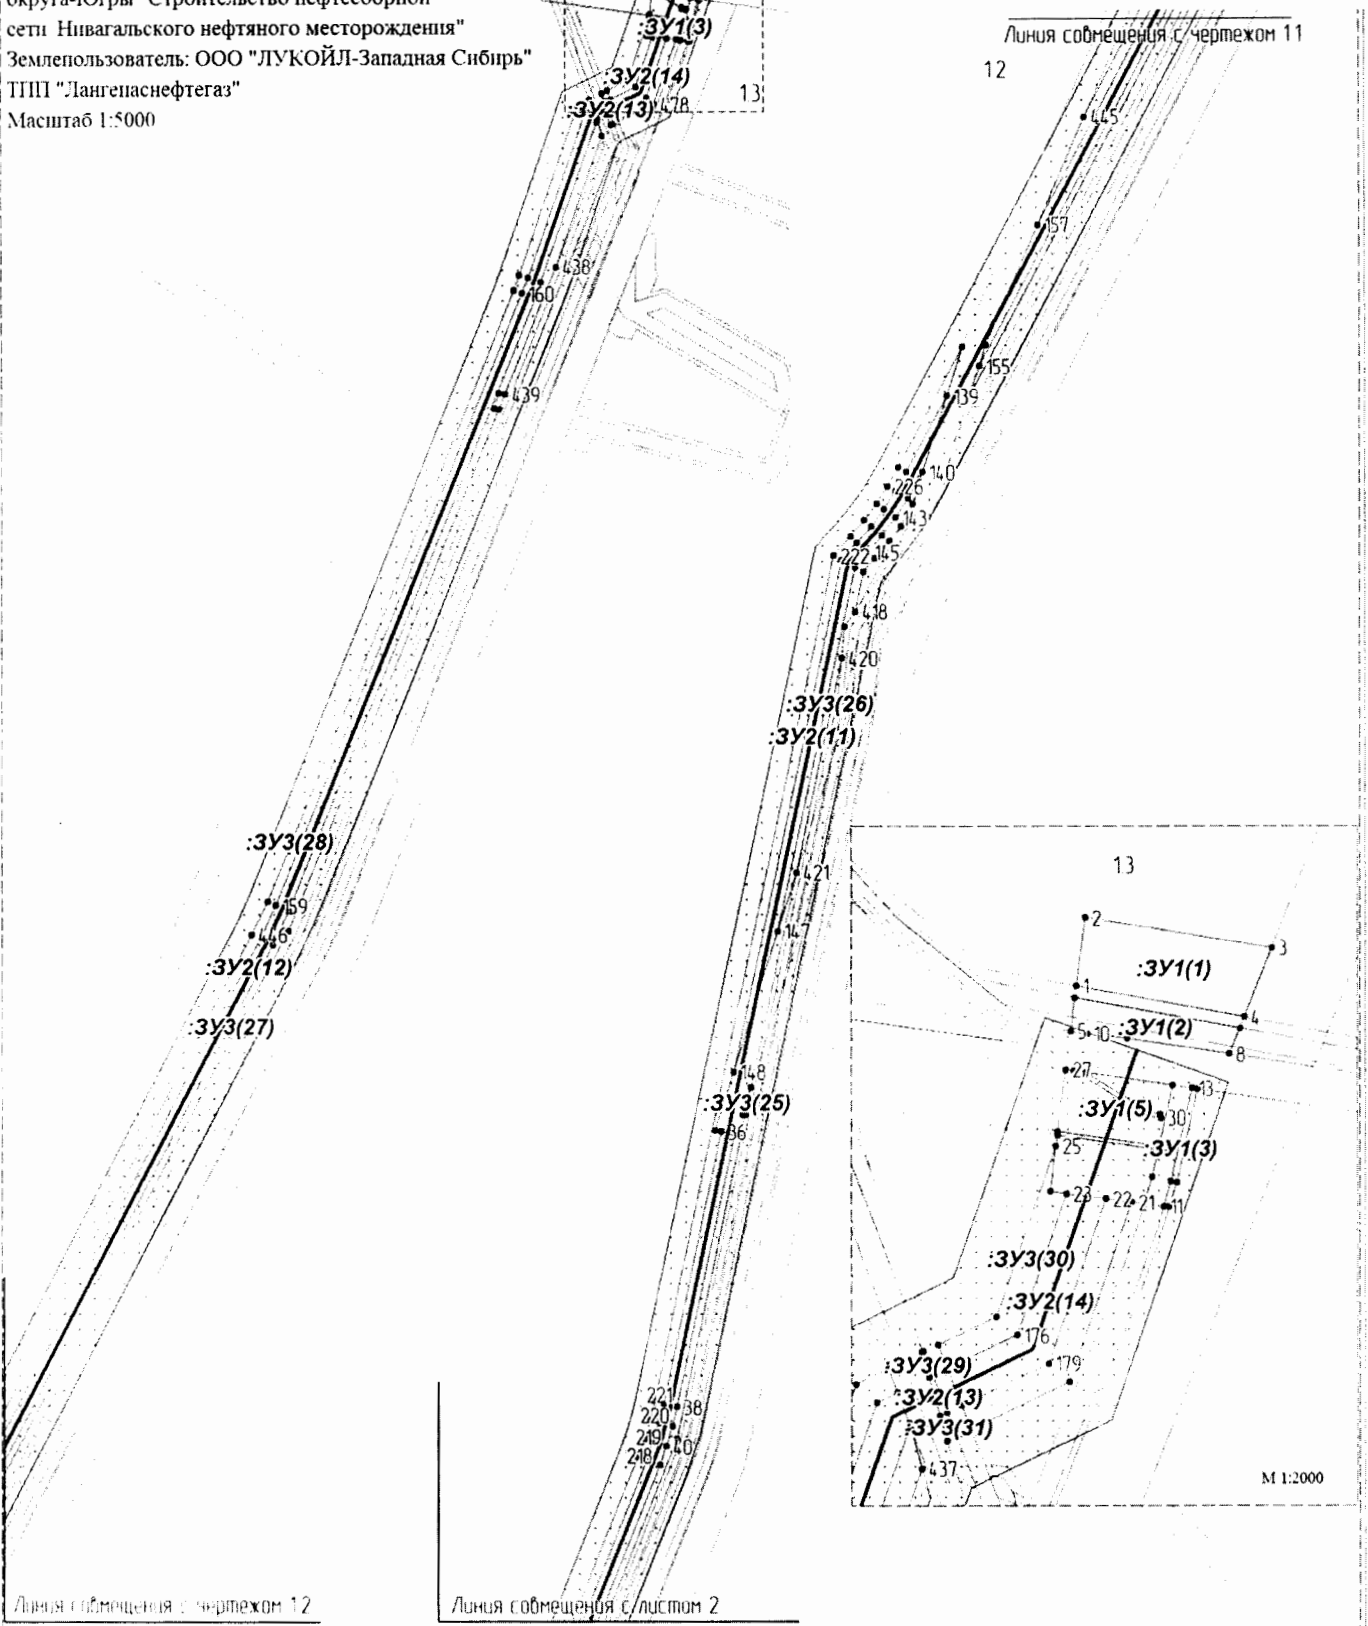 округа-Югры "Строительство нефтесборной
сети Нивагальского нефтяного месторождения"
Землепользователь: ООО "ЛУКОЙЛ-Западная Сибирь"
ТПП "Лангепаснефтегаз"
Масштаб 1:5000
:ЗУ1(3)
:ЗУ2(14)
13
:ЗУ2(13)
478
438
160
439
:ЗУ3(28)
159
446
:ЗУ2(12)
:ЗУ3(27)
Линия совмещения с чертежом 12
Линия совмещения с чертежом 11
12
445
157
155
139
140
226
143
145
222
418
420
:ЗУ3(26)
:ЗУ2(11)
421
147
148
:ЗУ3(25)
36
221
38
220
219
40
218
Линия совмещения с листом 2
13
2
3
:ЗУ1(1)
1
4
5
10
:ЗУ1(2)
8
27
13
:ЗУ1(5)
30
25
:ЗУ1(3)
23
22
21
11
:ЗУ3(30)
:ЗУ2(14)
176
179
:ЗУ3(29)
:ЗУ2(13)
:ЗУ3(31)
437
М 1:2000